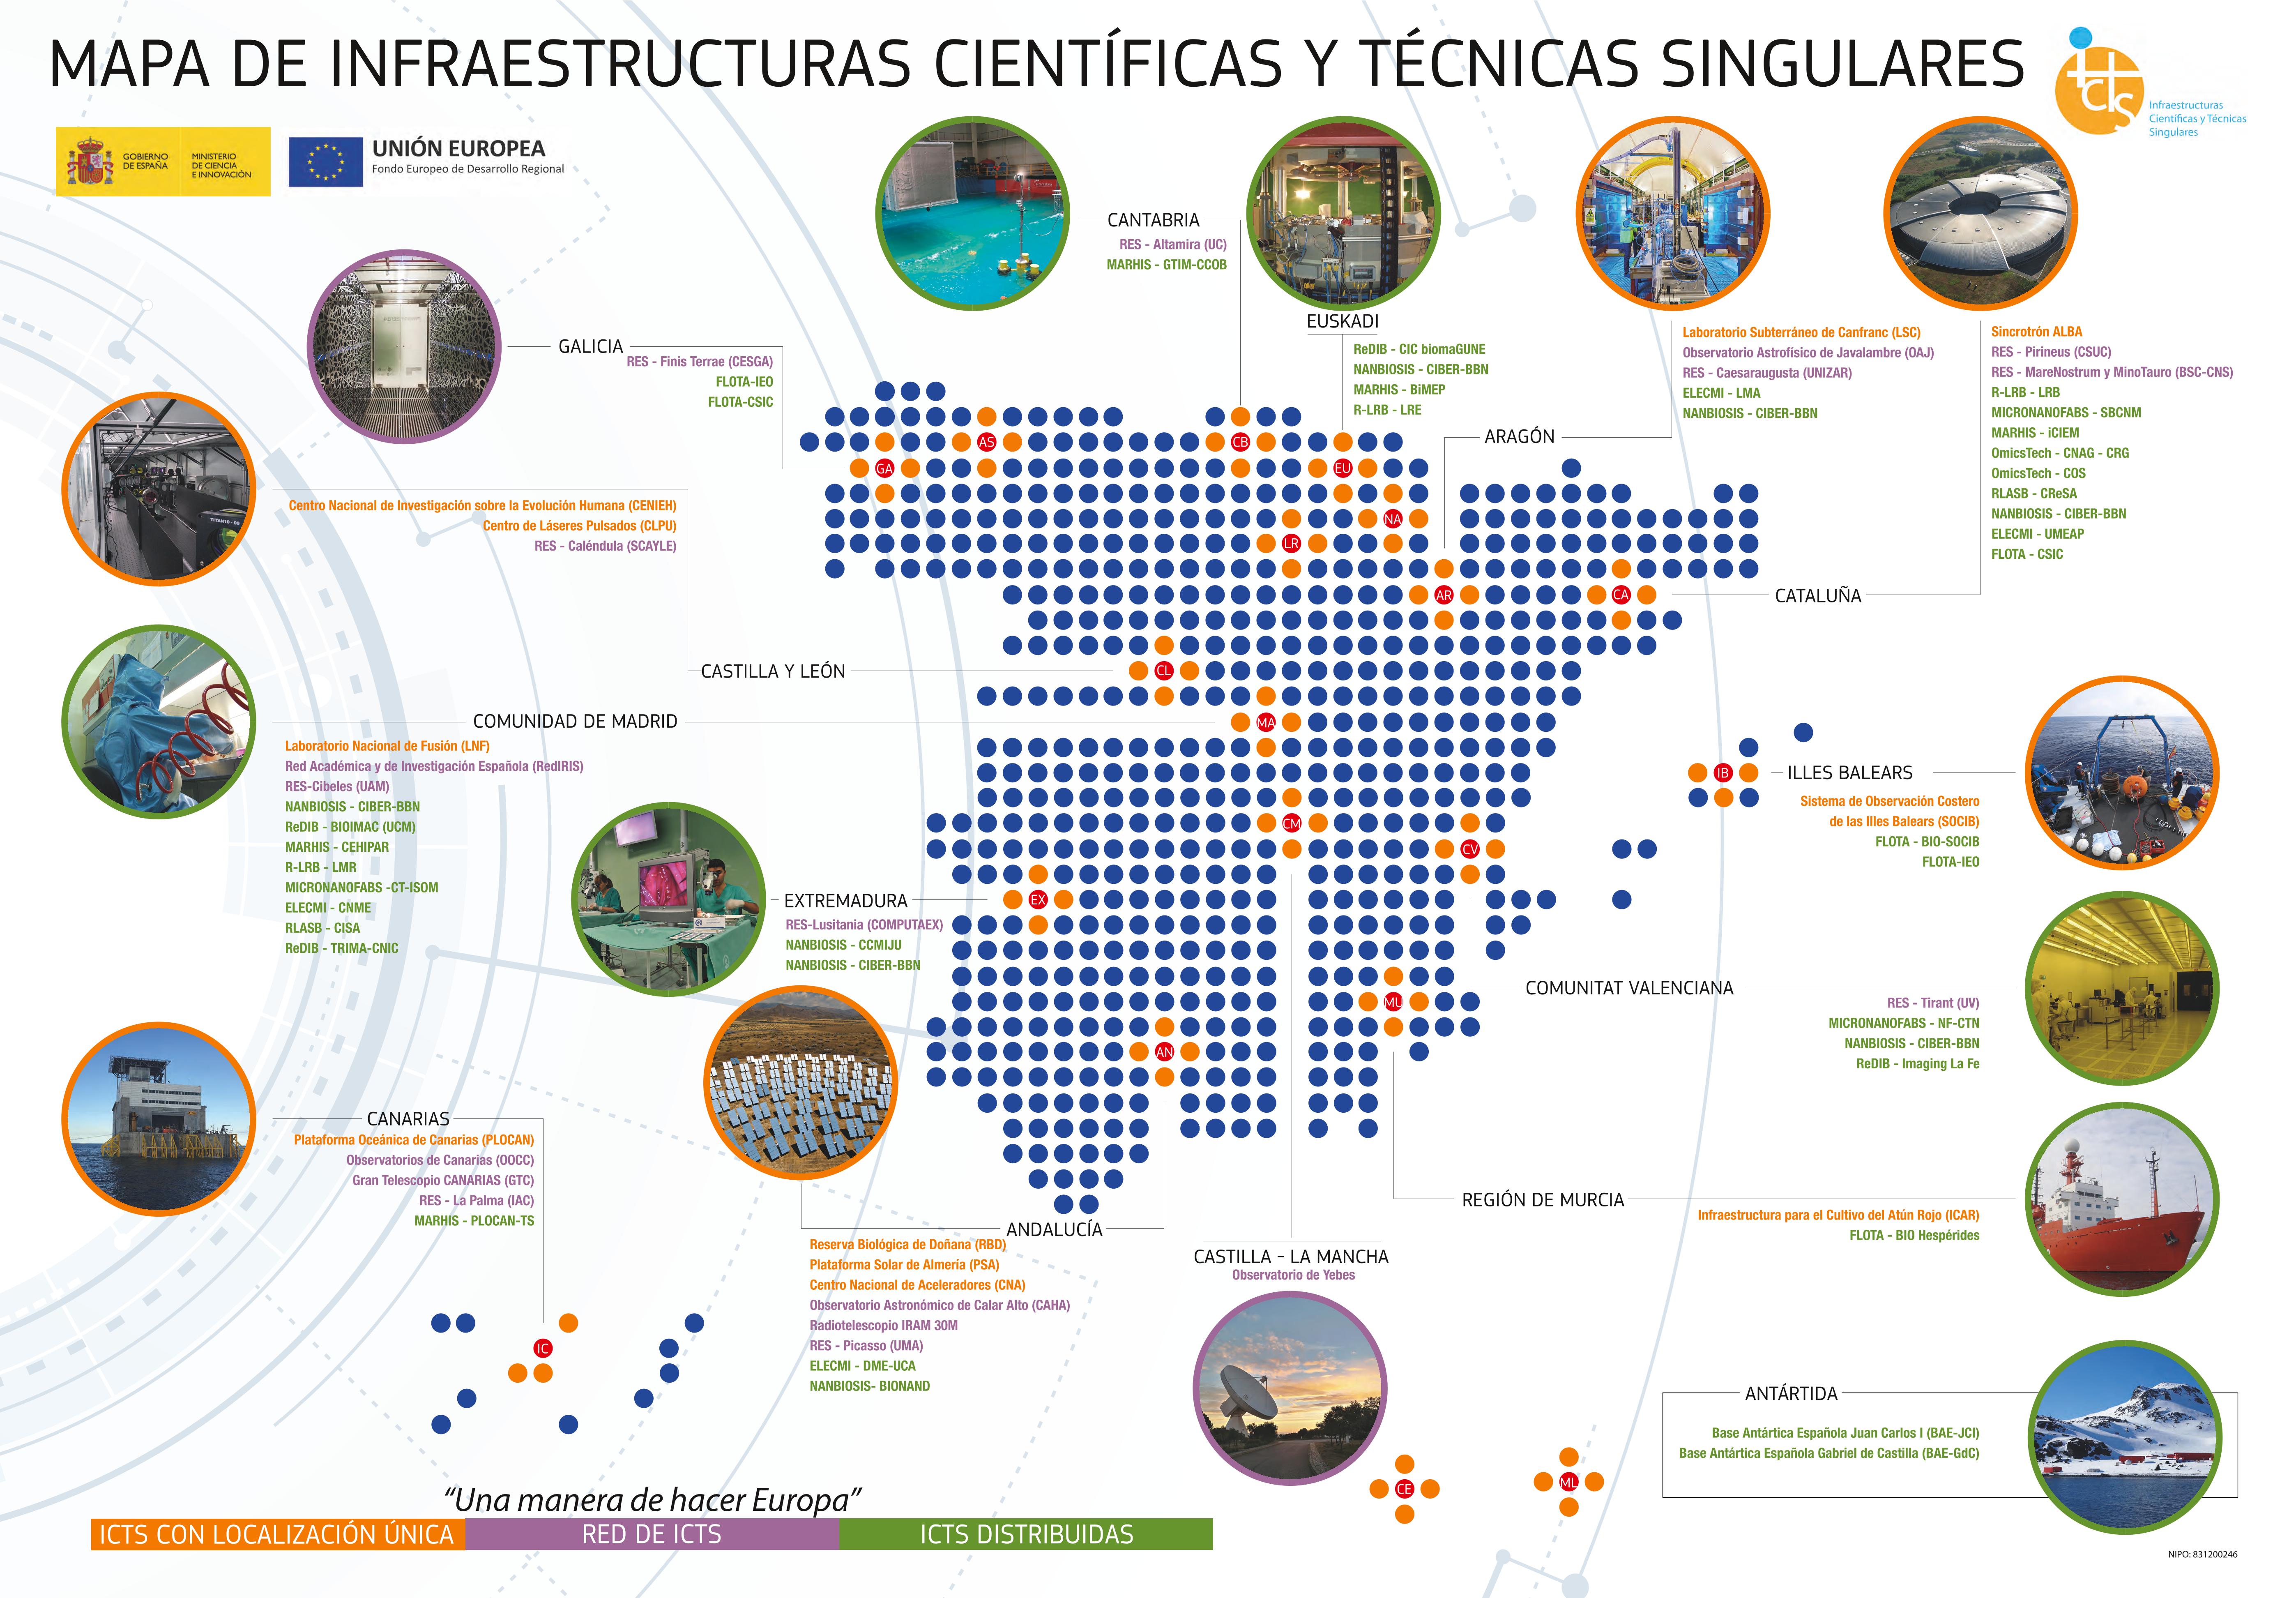 MAPA DE INFRAESTRUCTURAS CIENTÍFICAS Y TÉCNICAS SINGULARES
icts
Infraestructuras
Científicas y Técnicas
Singulares
GOBIERNO
DE ESPAÑA
MINISTERIO
DE CIENCIA
E INNOVACIÓN
UNIÓN EUROPEA
Fondo Europeo de Desarrollo Regional
CANTABRIA
RES - Altamira (UC)
MARHIS - GTIM-CCOB
EUSKADI
ReDIB - CIC biomaGUNE
NANBIOSIS - CIBER-BBN
MARHIS - BiMEP
R-LRB - LRE
Laboratorio Subterráneo de Canfranc (LSC)
Observatorio Astrofísico de Javalambre (OAJ)
RES - Caesaraugusta (UNIZAR)
ELECMI - LMA
NANBIOSIS - CIBER-BBN
ARAGÓN
Sincrotrón ALBA
RES - Pirineus (CSUC)
RES - MareNostrum y MinoTauro (BSC-CNS)
R-LRB - LRB
MICRONANOFABS - SBCNM
MARHIS - iCIEM
OmicsTech - CNAG - CRG
OmicsTech - COS
RLASB - CReSA
NANBIOSIS - CIBER-BBN
ELECMI - UMEAP
FLOTA - CSIC
CATALUÑA
GALICIA
RES - Finis Terrae (CESGA)
FLOTA-IEO
FLOTA-CSIC
Centro Nacional de Investigación sobre la Evolución Humana (CENIEH)
Centro de Láseres Pulsados (CLPU)
RES - Caléndula (SCAYLE)
CASTILLA Y LEÓN
COMUNIDAD DE MADRID
Laboratorio Nacional de Fusión (LNF)
Red Académica y de Investigación Española (RedIRIS)
RES-Cibeles (UAM)
NANBIOSIS - CIBER-BBN
ReDIB - BIOIMAC (UCM)
MARHIS - CEHIPAR
R-LRB - LMR
MICRONANOFABS -CT-ISOM
ELECMI - CNME
RLASB - CISA
ReDIB - TRIMA-CNIC
AS
CB
GA
EU
NA
LR
AR
CA
CL
MA
IB
CM
CV
EX
MU
AN
ILLES BALEARS
Sistema de Observación Costero
de las Illes Balears (SOCIB)
FLOTA - BIO-SOCIB
FLOTA-IEO
EXTREMADURA
RES-Lusitania (COMPUTAEX)
NANBIOSIS - CCMIJU
NANBIOSIS - CIBER-BBN
COMUNITAT VALENCIANA
RES - Tirant (UV)
MICRONANOFABS - NF-CTN
NANBIOSIS - CIBER-BBN
ReDIB - Imaging La Fe
CANARIAS
Plataforma Oceánica de Canarias (PLOCAN)
Observatorios de Canarias (OOCC)
Gran Telescopio CANARIAS (GTC)
RES - La Palma (IAC)
MARHIS - PLOCAN-TS
IC
ANDALUCÍA
Reserva Biológica de Doñana (RBD)
Plataforma Solar de Almería (PSA)
Centro Nacional de Aceleradores (CNA)
Observatorio Astronómico de Calar Alto (CAHA)
Radiotelescopio IRAM 30M
RES - Picasso (UMA)
ELECMI - DME-UCA
NANBIOSIS- BIONAND
CASTILLA - LA MANCHA
Observatorio de Yebes
REGIÓN DE MURCIA
Infraestructura para el Cultivo del Atún Rojo (ICAR)
FLOTA - BIO Hespérides
ANTÁRTIDA
Base Antártica Española Juan Carlos I (BAE-JCI)
Base Antártica Española Gabriel de Castilla (BAE-GdC)
CE
ML
“Una manera de hacer Europa”
ICTS CON LOCALIZACIÓN ÚNICA
RED DE ICTS
ICTS DISTRIBUIDAS
NIPO: 831200246